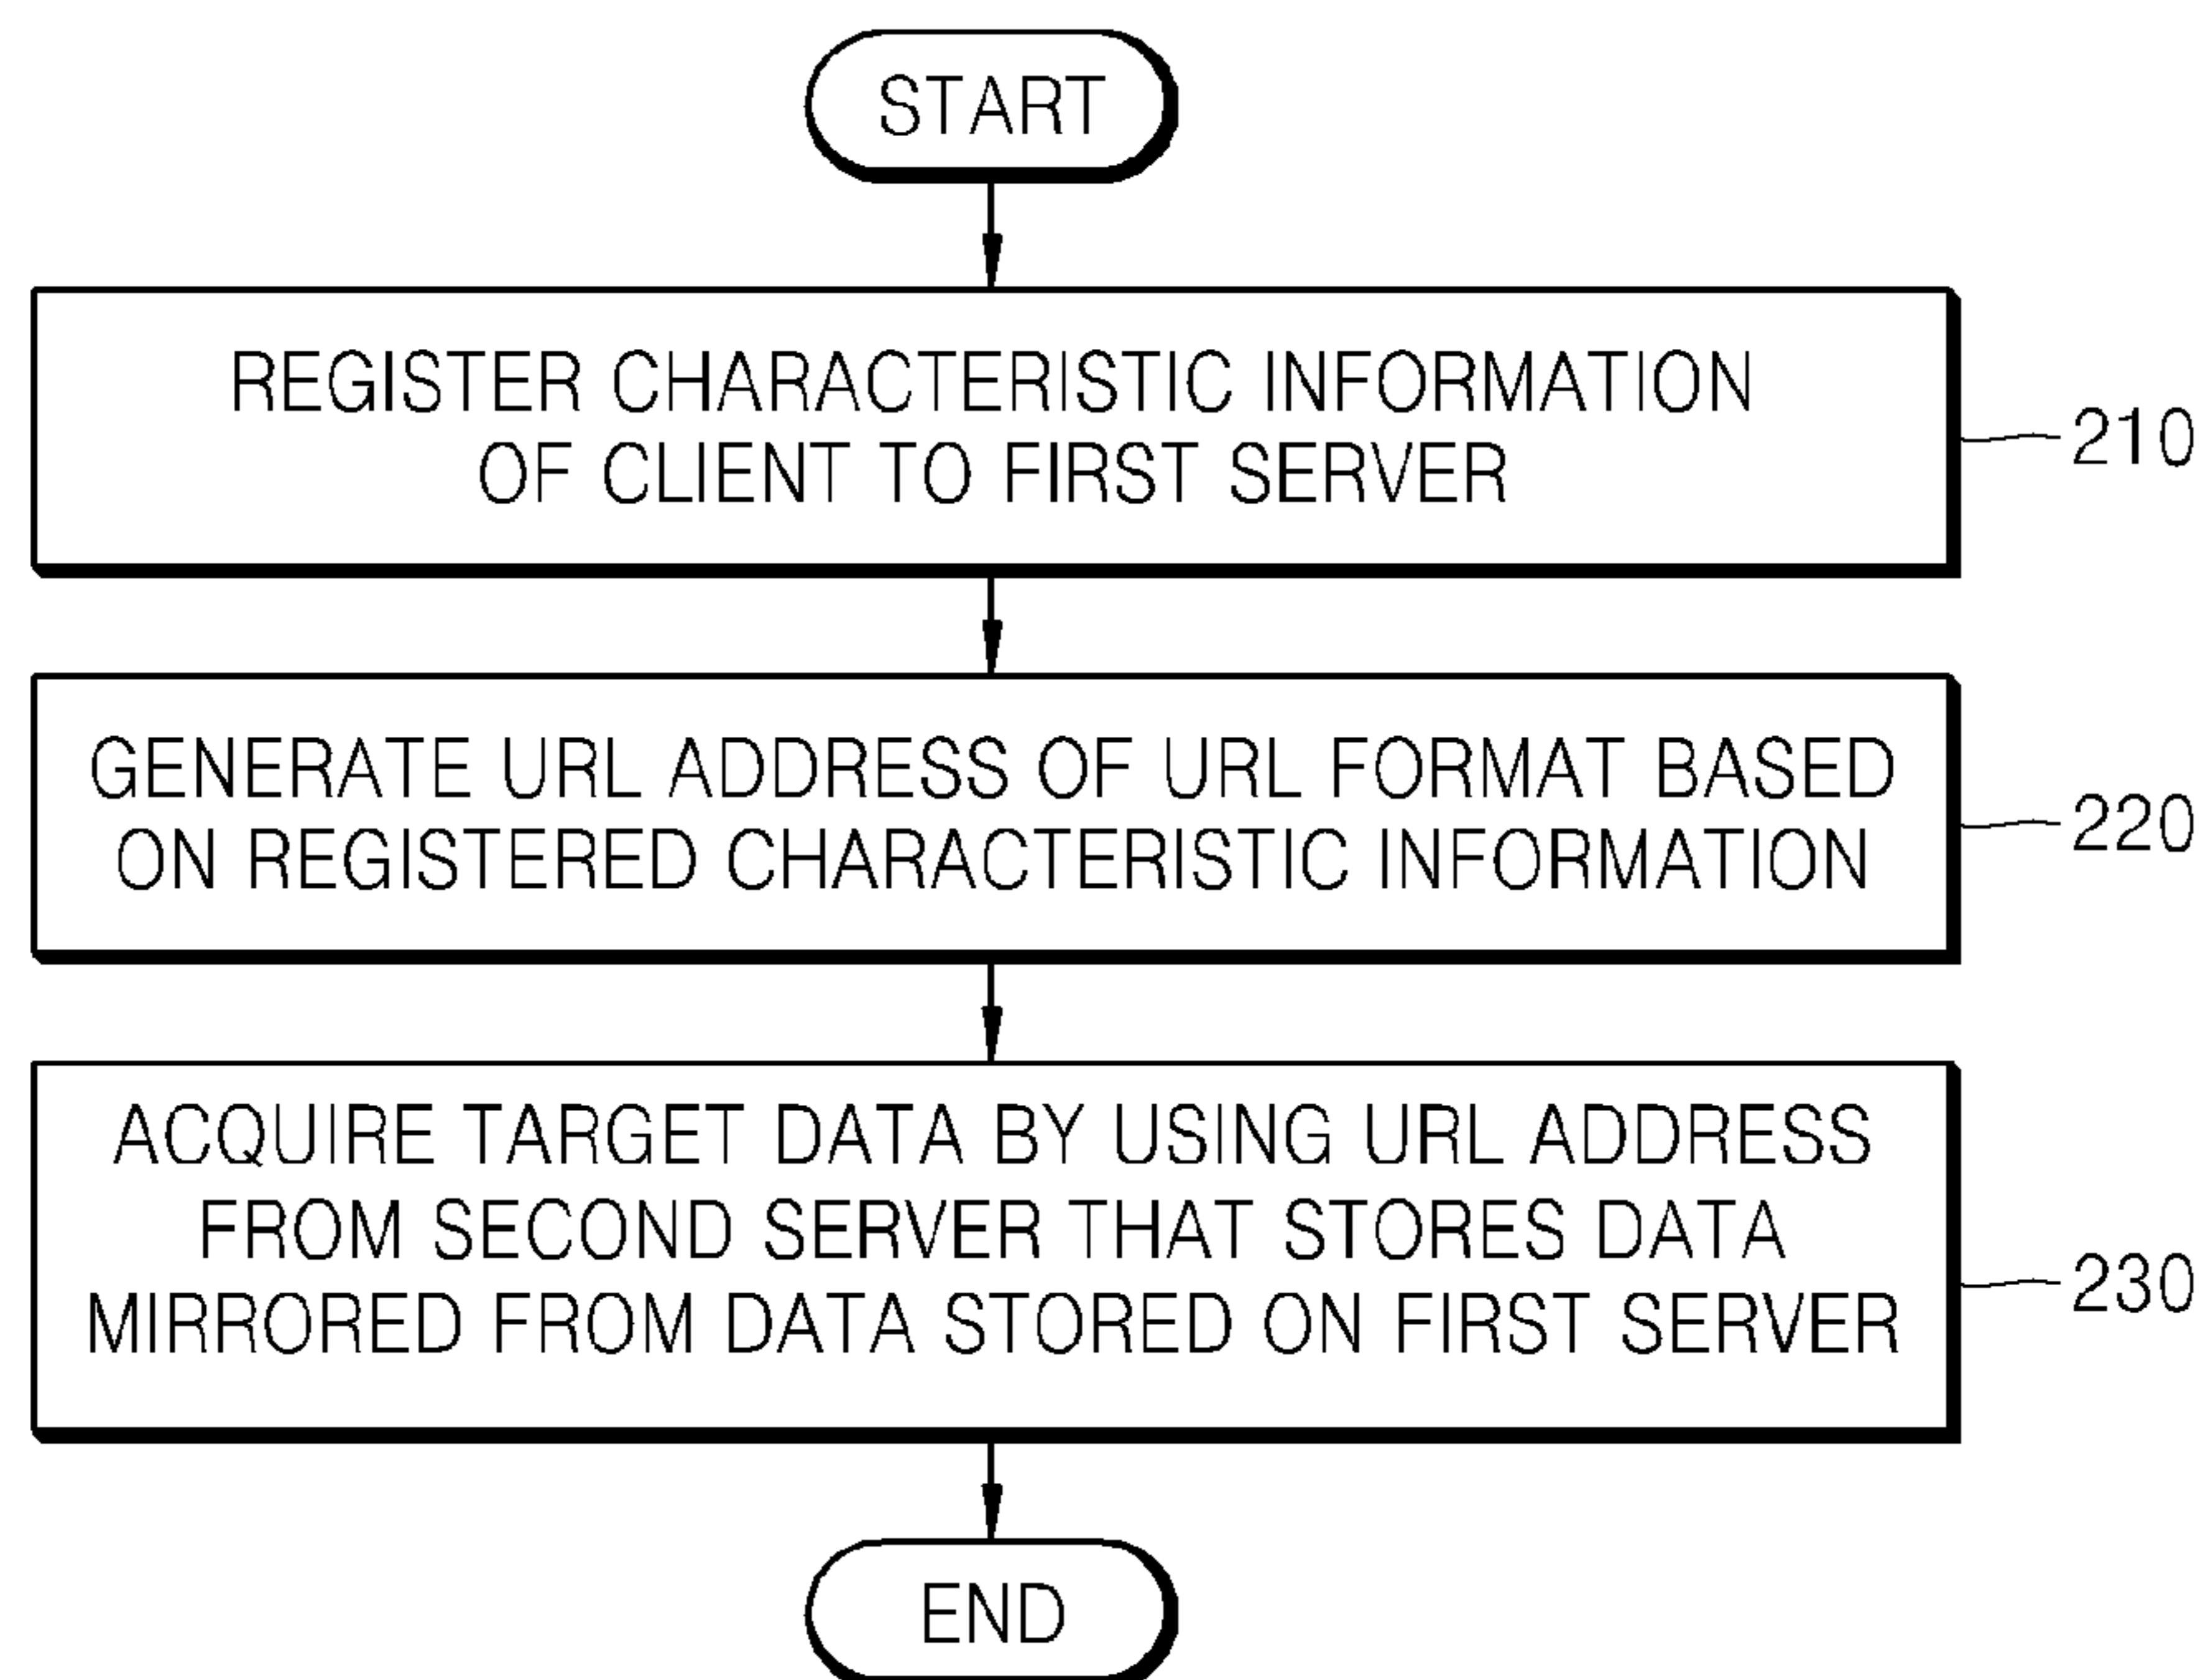 START
REGISTER CHARACTERISTIC INFORMATION
OF CLIENT TO FIRST SERVER
210
GENERATE URL ADDRESS OF URL FORMAT BASED
ON REGISTERED CHARACTERISTIC INFORMATION
220
ACQUIRE TARGET DATA BY USING URL ADDRESS
FROM SECOND SERVER THAT STORES DATA
MIRRORED FROM DATA STORED ON FIRST SERVER
230
END